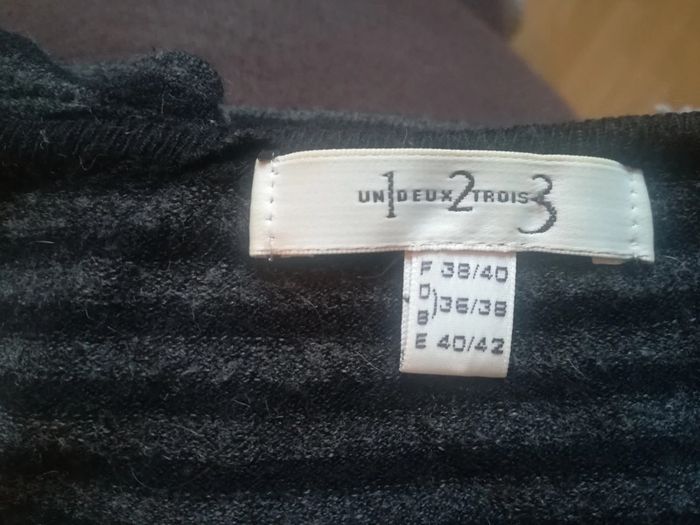 UN1DEUX2TROIS3
F 38/40
D
B )36/38
E 40/42